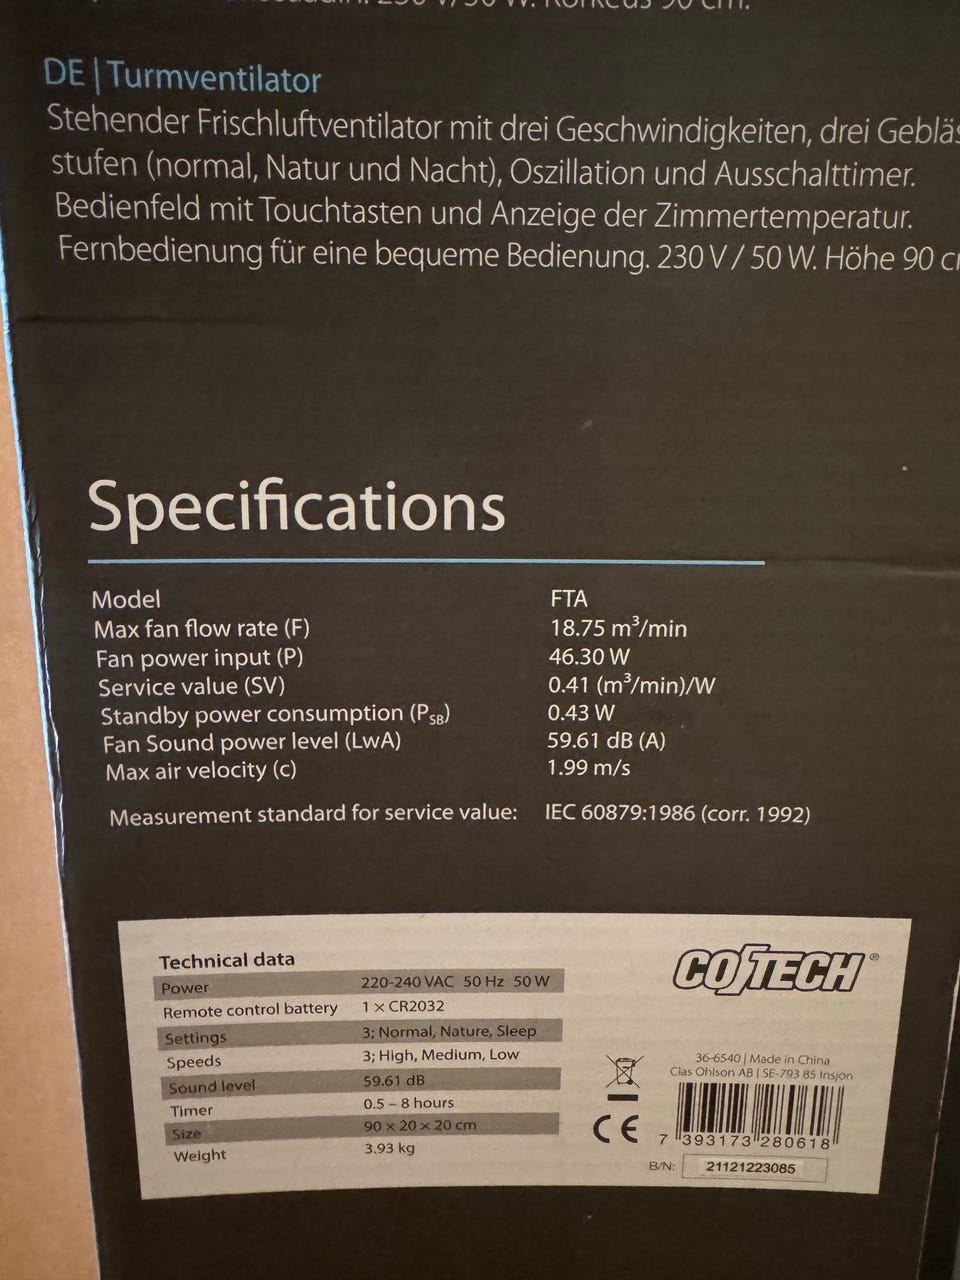 230 V/50 W. Korkeus 90 cm.
DE | Turmventilator
Stehender Frischluftventilator mit drei Geschwindigkeiten, drei Gebläs
stufen (normal, Natur und Nacht), Oszillation und Ausschalttimer.
Bedienfeld mit Touchtasten und Anzeige der Zimmertemperatur.
Fernbedienung für eine bequeme Bedienung. 230 V / 50 W. Höhe 90 c
Specifications
Model FTA
Max fan flow rate (F) 18.75 m³/min
Fan power input (P) 46.30 W
Service value (SV) 0.41 (m³/min)/W
Standby power consumption (PSB) 0.43 W
Fan Sound power level (LwA) 59.61 dB (A)
Max air velocity (c) 1.99 m/s
Measurement standard for service value: IEC 60879:1986 (corr. 1992)
Technical data
Power 220-240 VAC 50 Hz 50 W
Remote control battery 1 × CR2032
Settings 3; Normal, Nature, Sleep
Speeds 3; High, Medium, Low
Sound level 59.61 dB
Timer 0.5 – 8 hours
Size 90 × 20 × 20 cm
Weight 3.93 kg
COTECH®
36-6540 | Made in China
Clas Ohlson AB | SE-793 85 Insjön
CE
7 393173 280618
B/N: 21121223085